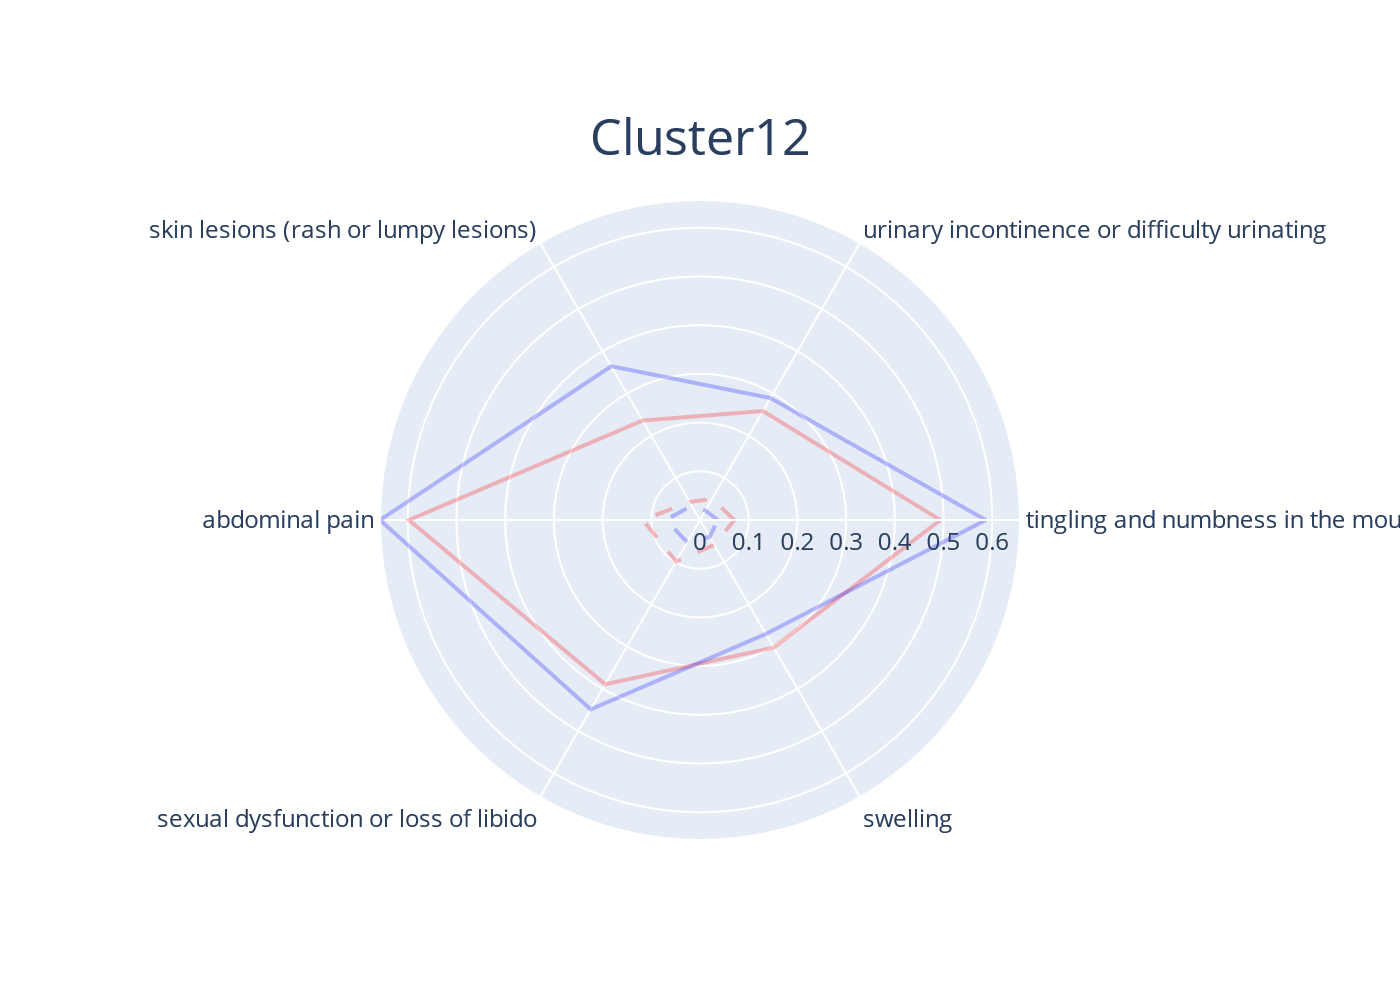 Cluster12
skin lesions (rash or lumpy lesions)
urinary incontinence or difficulty urinating
abdominal pain
tingling and numbness in the mou
0 0.1 0.2 0.3 0.4 0.5 0.6
sexual dysfunction or loss of libido
swelling